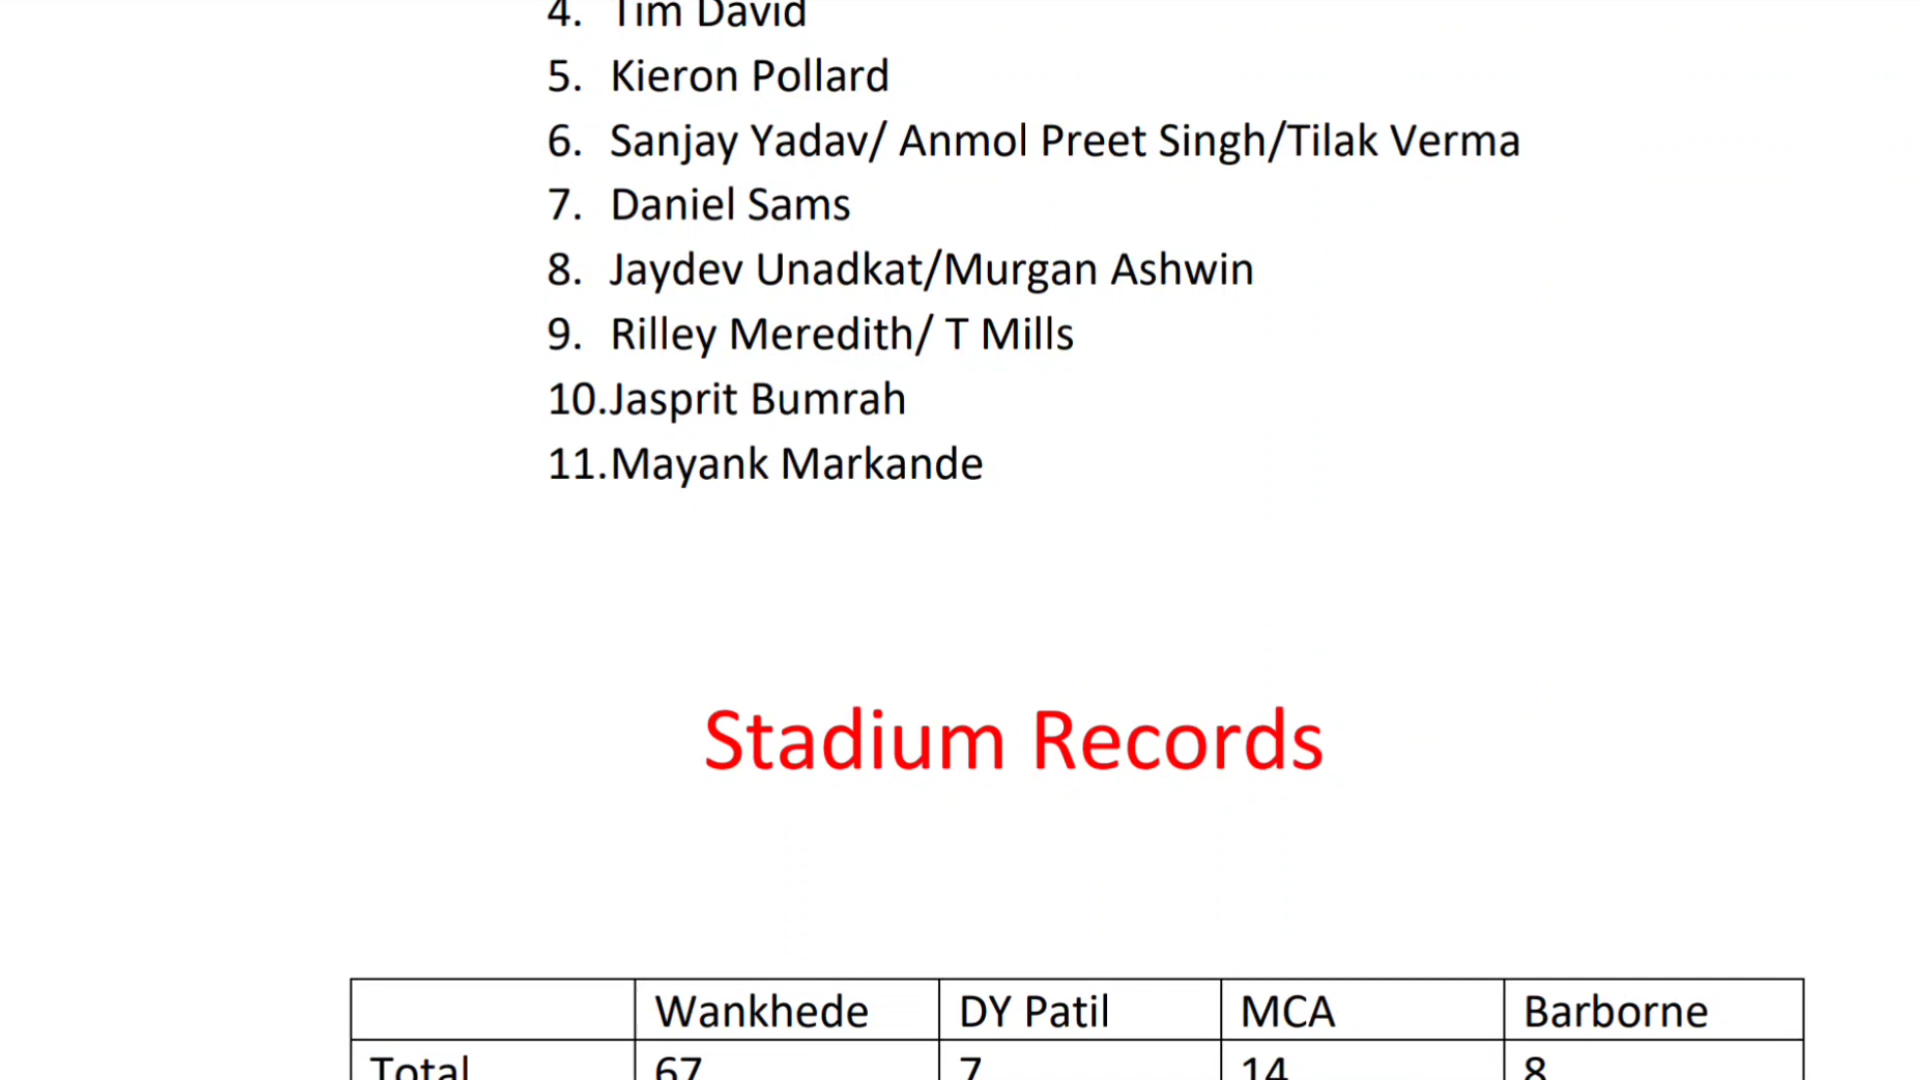 4. Tim David
5. Kieron Pollard
6. Sanjay Yadav/ Anmol Preet Singh/Tilak Verma
7. Daniel Sams
8. Jaydev Unadkat/Murgan Ashwin
9. Rilley Meredith/ T Mills
10.Jasprit Bumrah
11.Mayank Markande
Stadium Records
Wankhede DY Patil MCA Barborne
Total 67 7 14 8